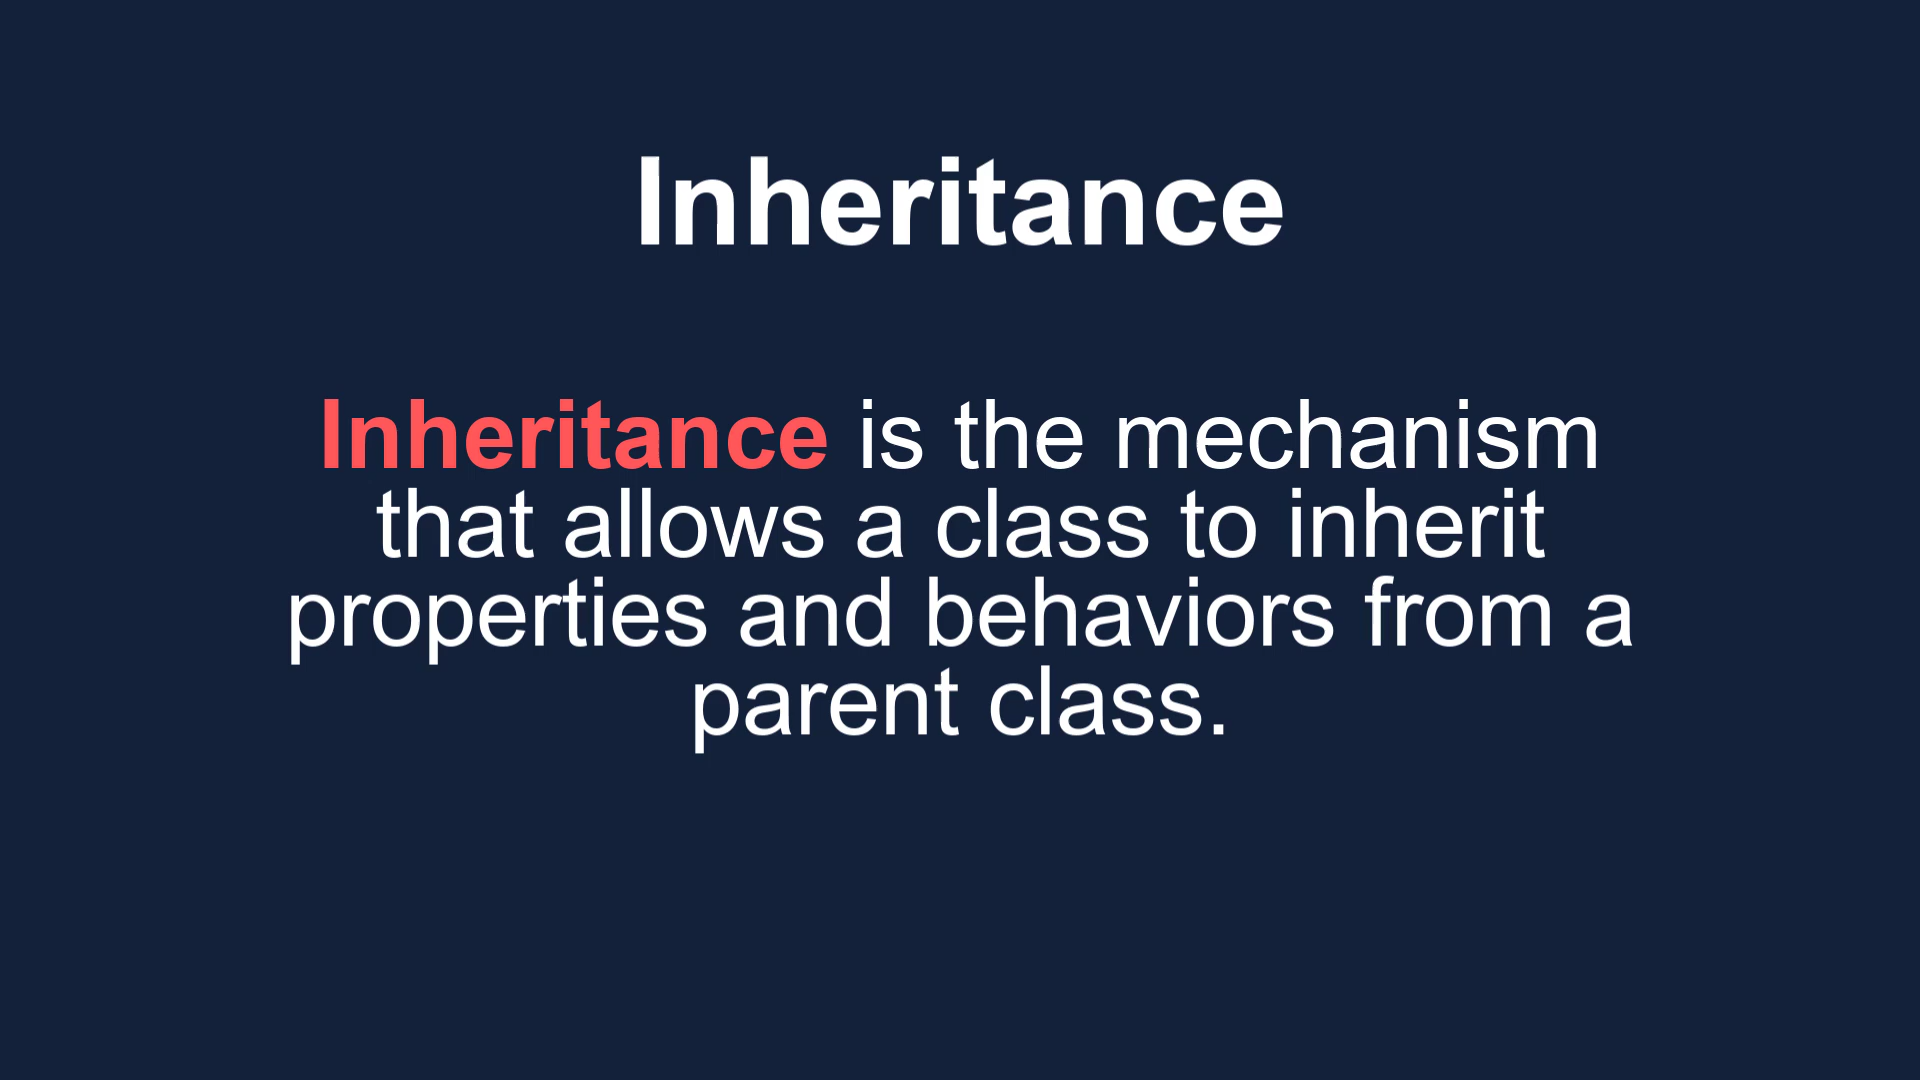 Inheritance
Inheritance is the mechanism
that allows a class to inherit
properties and behaviors from a
parent class.